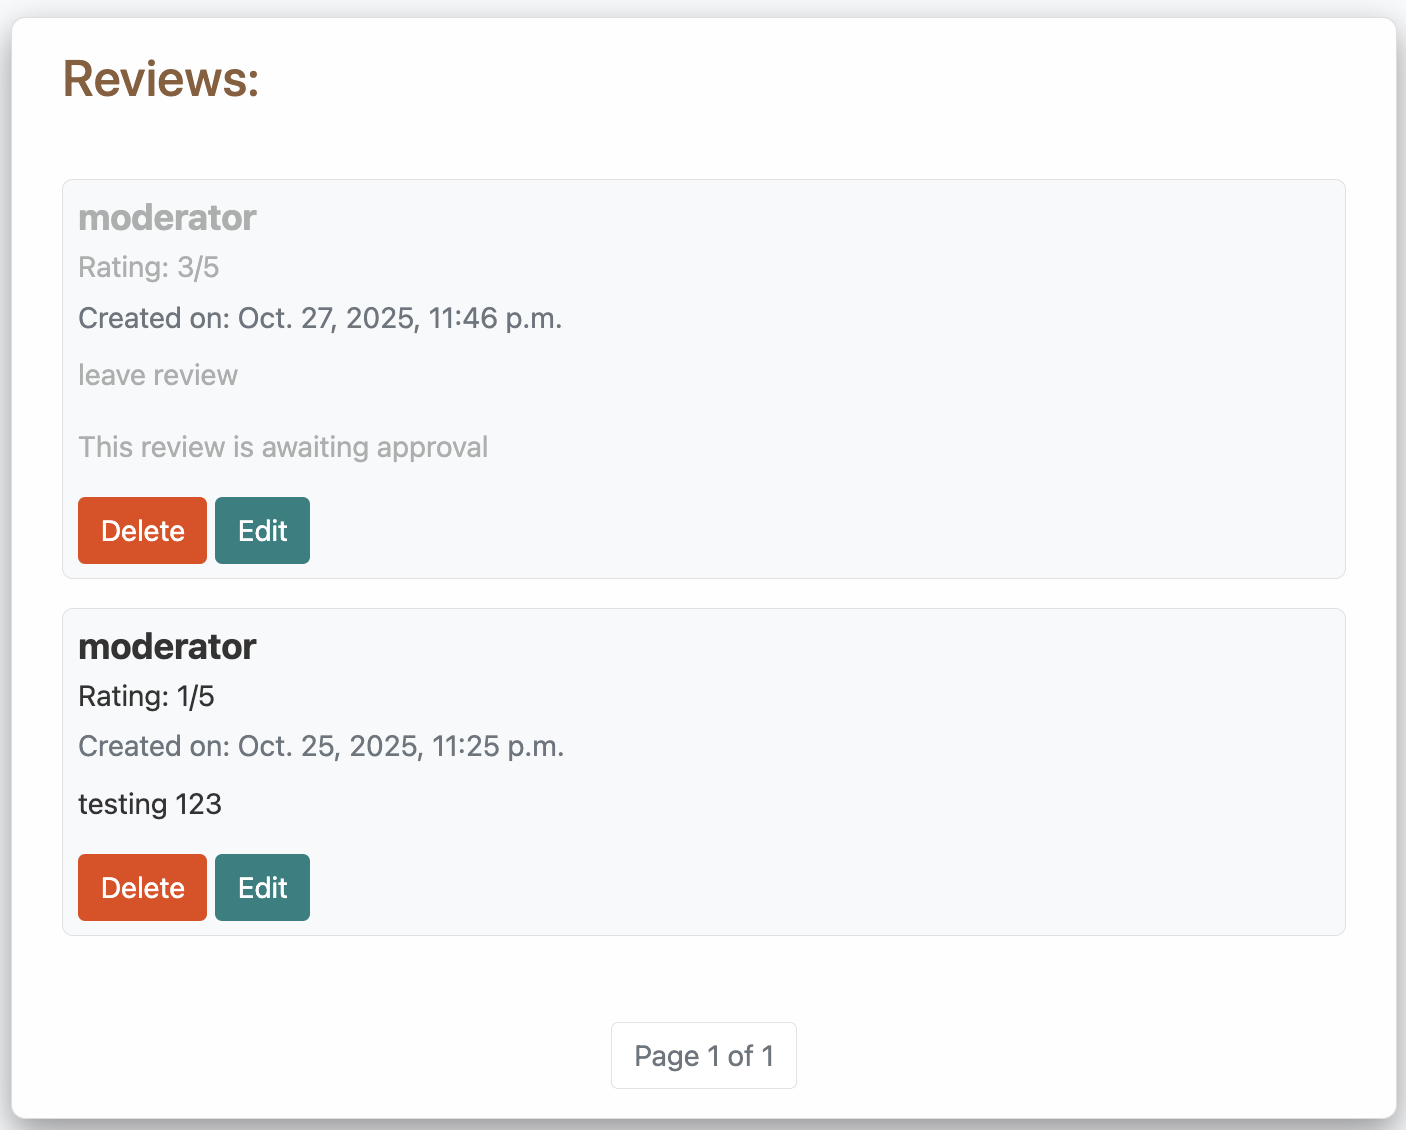 Reviews:
moderator
Rating: 3/5
Created on: Oct. 27, 2025, 11:46 p.m.
leave review
This review is awaiting approval
Delete Edit
moderator
Rating: 1/5
Created on: Oct. 25, 2025, 11:25 p.m.
testing 123
Delete Edit
Page 1 of 1